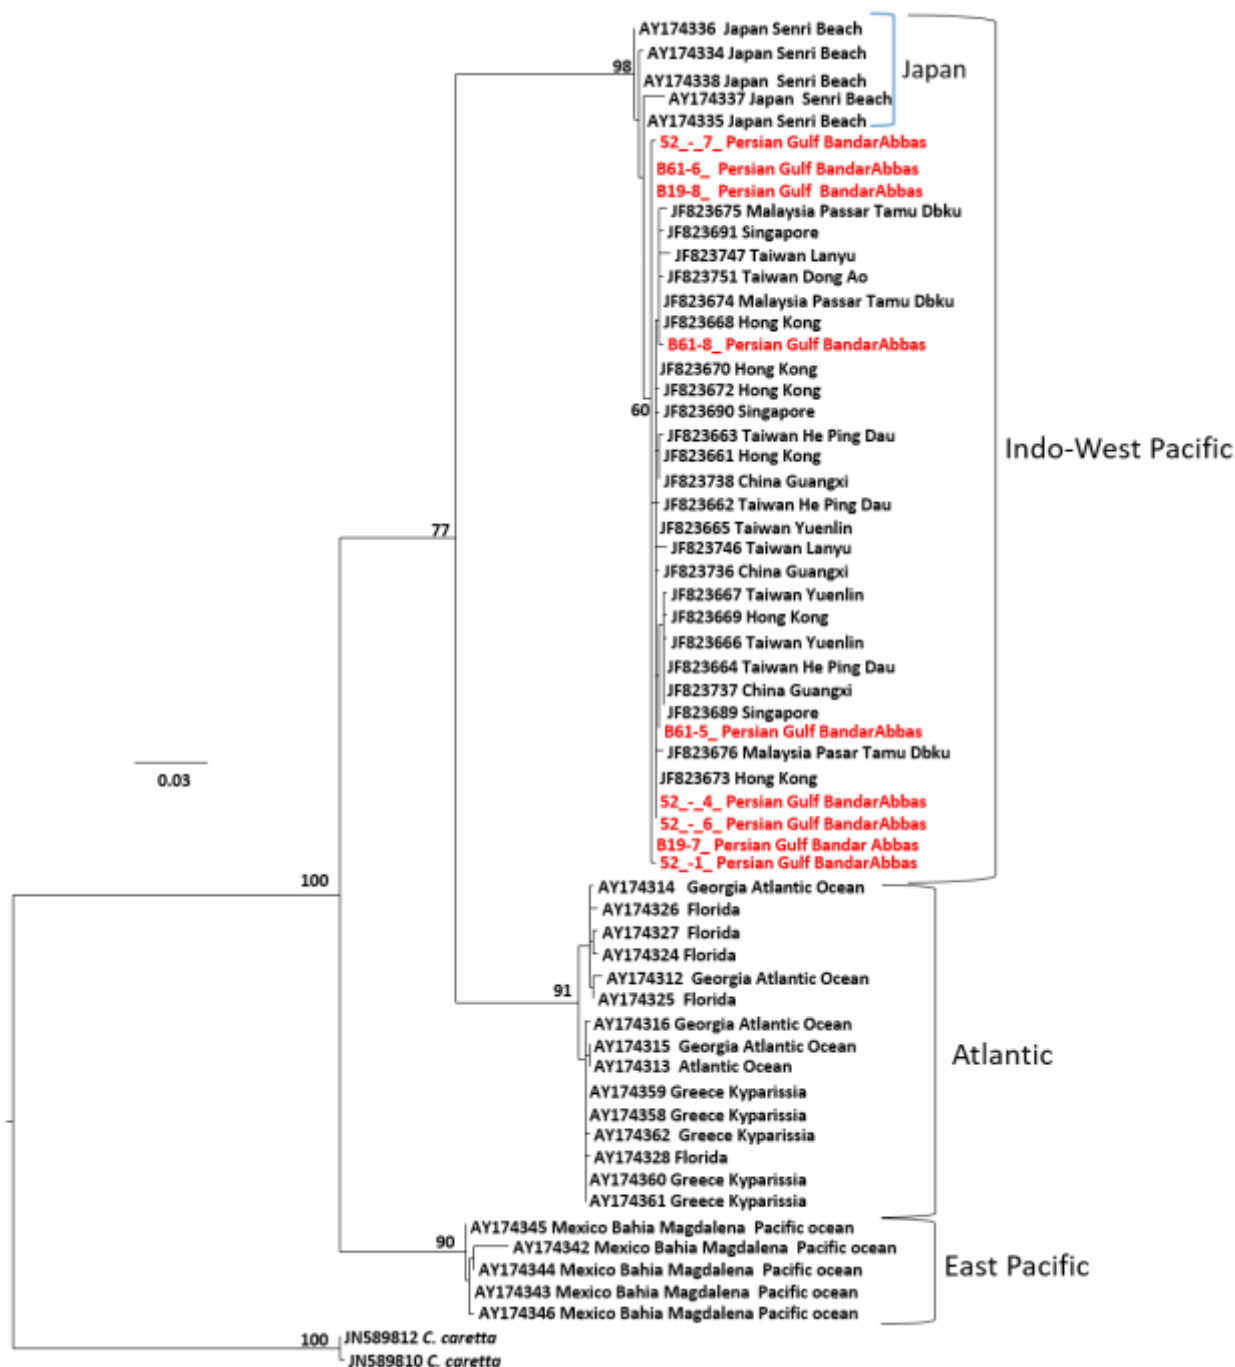 AY174336 Japan Senri Beach
AY174334 Japan Senri Beach
98
Japan
AY174338 Japan Senri Beach
AY174337 Japan Senri Beach
AY174335 Japan Senri Beach
52_-_7_ Persian Gulf BandarAbbas
B61-6_ Persian Gulf BandarAbbas
B19-8_ Persian Gulf BandarAbbas
JF823675 Malaysia Passar Tamu Dbku
JF823691 Singapore
JF823747 Taiwan Lanyu
JF823751 Taiwan Dong Ao
JF823674 Malaysia Passar Tamu Dbku
JF823668 Hong Kong
B61-8_ Persian Gulf BandarAbbas
JF823670 Hong Kong
JF823672 Hong Kong
60
JF823690 Singapore
JF823663 Taiwan He Ping Dau
Indo-West Pacific
JF823661 Hong Kong
JF823738 China Guangxi
JF823662 Taiwan He Ping Dau
77
JF823665 Taiwan Yuenlin
JF823746 Taiwan Lanyu
JF823736 China Guangxi
JF823667 Taiwan Yuenlin
JF823669 Hong Kong
JF823666 Taiwan Yuenlin
JF823664 Taiwan He Ping Dau
JF823737 China Guangxi
JF823689 Singapore
B61-5_ Persian Gulf BandarAbbas
JF823676 Malaysia Pasar Tamu Dbku
0.03
JF823673 Hong Kong
52_-_4_ Persian Gulf BandarAbbas
52_-_6_ Persian Gulf BandarAbbas
B19-7_ Persian Gulf Bandar Abbas
52_-1_ Persian Gulf BandarAbbas
100
AY174314 Georgia Atlantic Ocean
AY174326 Florida
AY174327 Florida
AY174324 Florida
AY174312 Georgia Atlantic Ocean
91
AY174325 Florida
AY174316 Georgia Atlantic Ocean
AY174315 Georgia Atlantic Ocean
Atlantic
AY174313 Atlantic Ocean
AY174359 Greece Kyparissia
AY174358 Greece Kyparissia
AY174362 Greece Kyparissia
AY174328 Florida
AY174360 Greece Kyparissia
AY174361 Greece Kyparissia
AY174345 Mexico Bahia Magdalena Pacific ocean
90
AY174342 Mexico Bahia Magdalena Pacific ocean
East Pacific
AY174344 Mexico Bahia Magdalena Pacific ocean
AY174343 Mexico Bahia Magdalena Pacific ocean
AY174346 Mexico Bahia Magdalena Pacific ocean
100
JN589812 C. caretta
JN589810 C. caretta